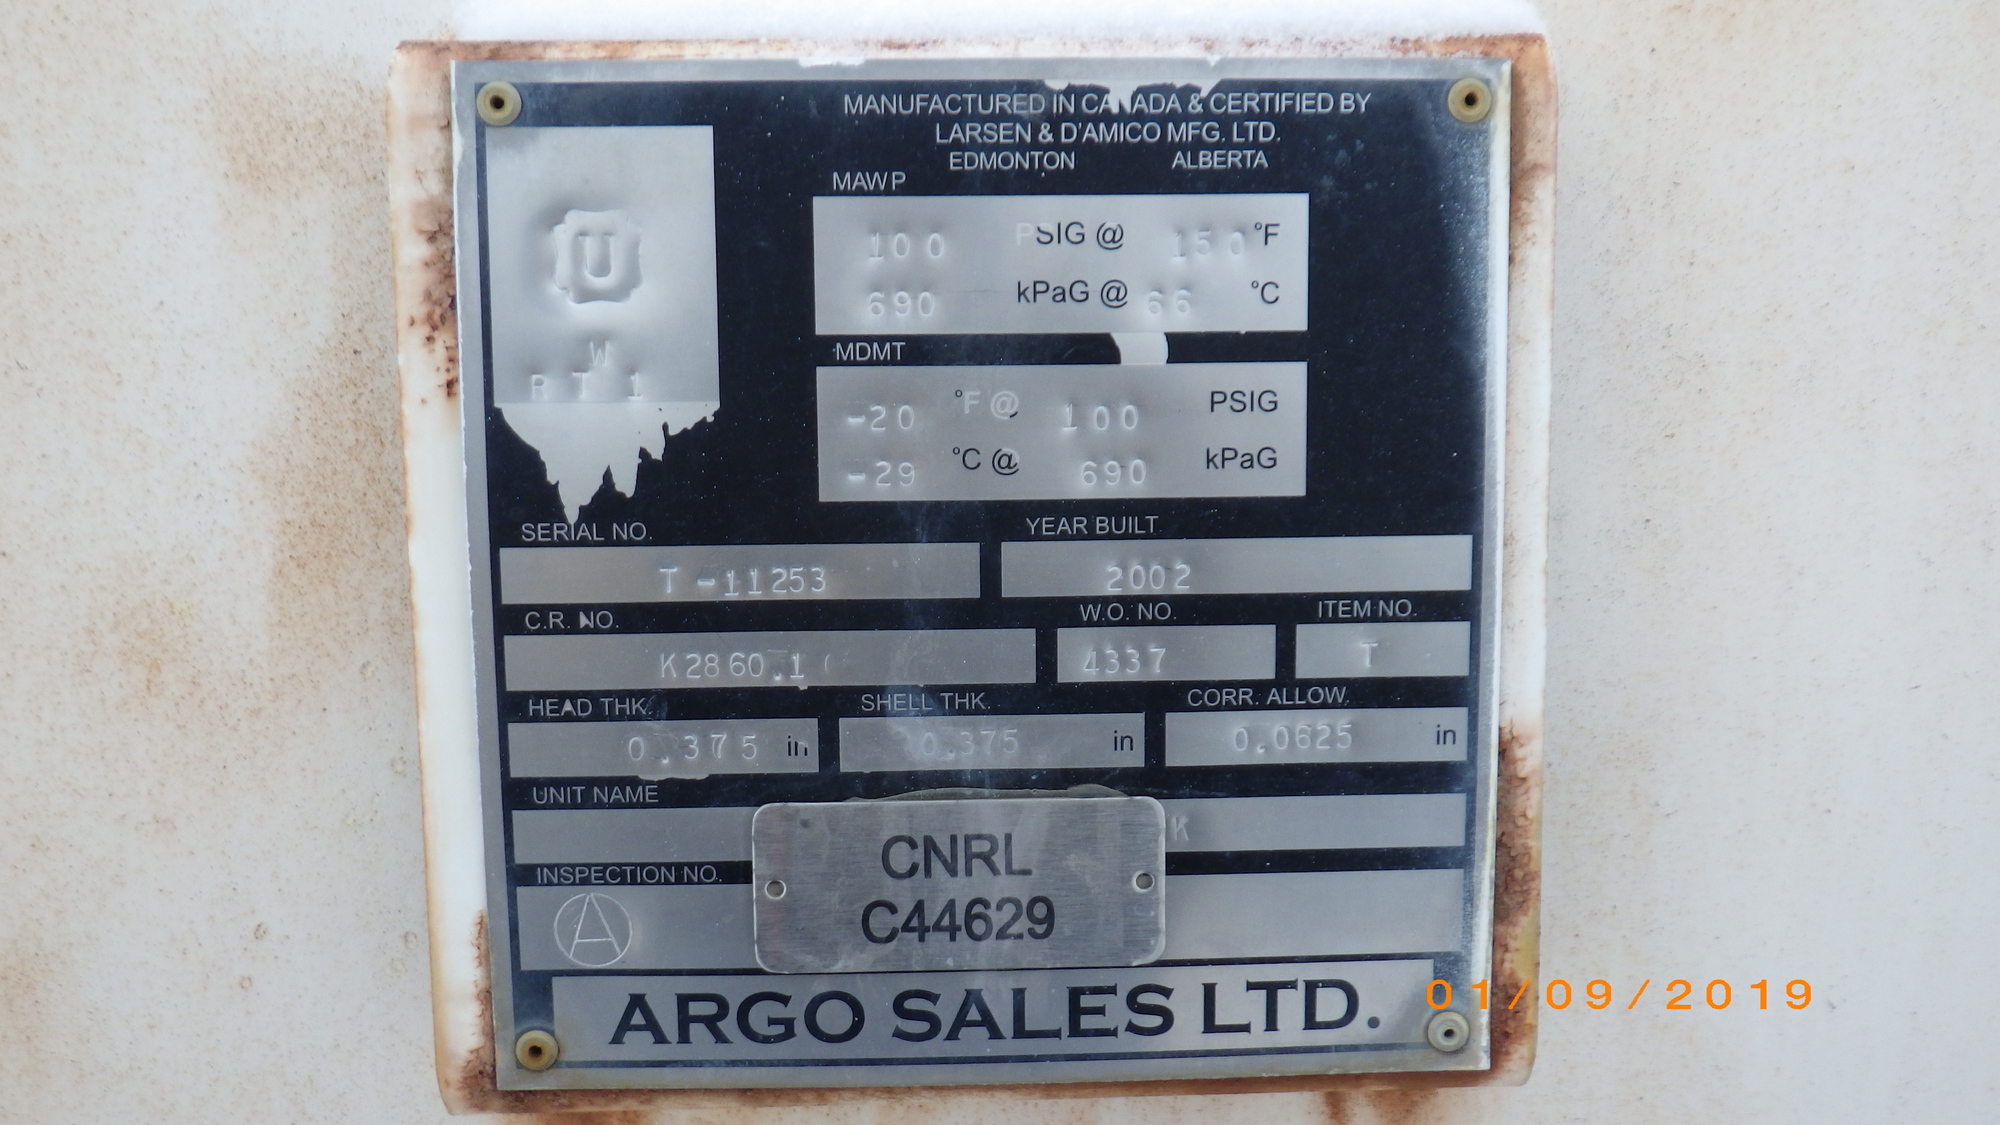 MANUFACTURED IN CANADA & CERTIFIED BY
LARSEN & D'AMICO MFG. LTD.
EDMONTON ALBERTA
U
W
RT1
MAWP
100 PSIG @ 150 °F
690 kPaG @ 66 °C
MDMT
-20 °F @ 100 PSIG
-29 °C @ 690 kPaG
SERIAL NO. YEAR BUILT
T-11253 2002
C.R. NO. W.O. NO. ITEM NO.
K2860.1 4337 T
HEAD THK. SHELL THK. CORR. ALLOW.
0.375 in 0.375 in 0.0625 in
UNIT NAME
K
INSPECTION NO.
A
CNRL
C44629
ARGO SALES LTD.
01/09/2019